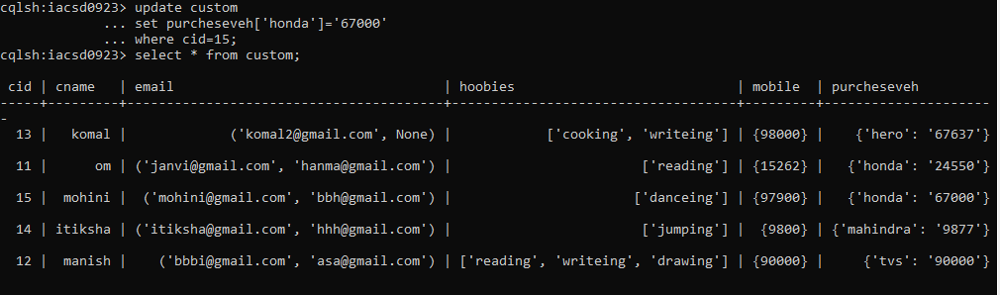 cqlsh:iacsd0923> update custom
             ... set purcheseveh['honda']='67000'
             ... where cid=15;
cqlsh:iacsd0923> select * from custom;

 cid | cname   | email                                  | hoobies                            | mobile  | purcheseveh
-----+---------+----------------------------------------+------------------------------------+---------+---------------------
-
  13 |   komal |            ('komal2@gmail.com', None) |            ['cooking', 'writeing'] | {98000} |   {'hero': '67637'}
  11 |      om | ('janvi@gmail.com', 'hanma@gmail.com') |                        ['reading'] | {15262} |  {'honda': '24550'}
  15 |  mohini |  ('mohini@gmail.com', 'bbh@gmail.com') |                       ['danceing'] | {97900} |  {'honda': '67000'}
  14 | itiksha | ('itiksha@gmail.com', 'hhh@gmail.com') |                        ['jumping'] |  {9800} | {'mahindra': '9877'}
  12 |  manish |    ('bbbi@gmail.com', 'asa@gmail.com') | ['reading', 'writeing', 'drawing'] | {90000} |    {'tvs': '90000'}